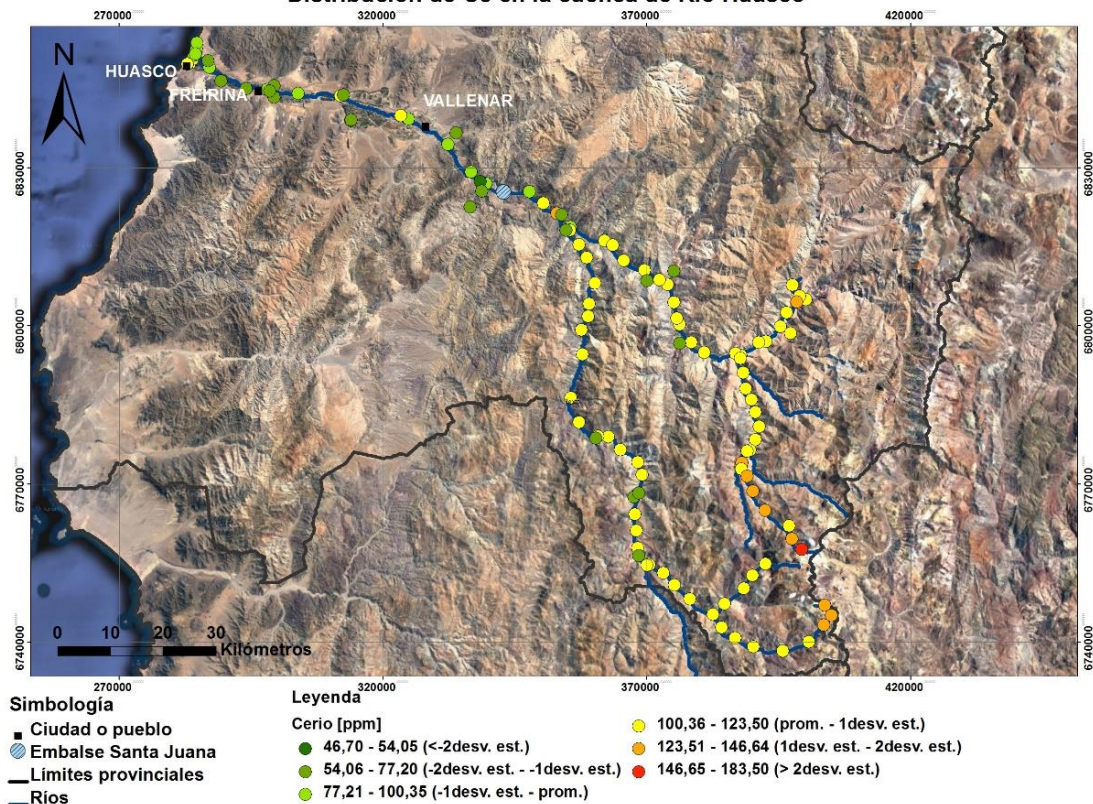 Distribución de Ce en la cuenca de Río Huasco
270000 320000 370000 420000
N
HUASCO
FREIRINA
VALLENAR
6830000 6830000
6800000 6800000
6770000 6770000
6740000 6740000
0 10 20 30
Kilómetros
270000 320000 370000 420000
Simbología
Ciudad o pueblo
Embalse Santa Juana
Límites provinciales
Ríos
Leyenda
Cerio [ppm]
46,70 - 54,05 (<-2desv. est.)
54,06 - 77,20 (-2desv. est. - -1desv. est.)
77,21 - 100,35 (-1desv. est. - prom.)
100,36 - 123,50 (prom. - 1desv. est.)
123,51 - 146,64 (1desv. est. - 2desv. est.)
146,65 - 183,50 (> 2desv. est.)